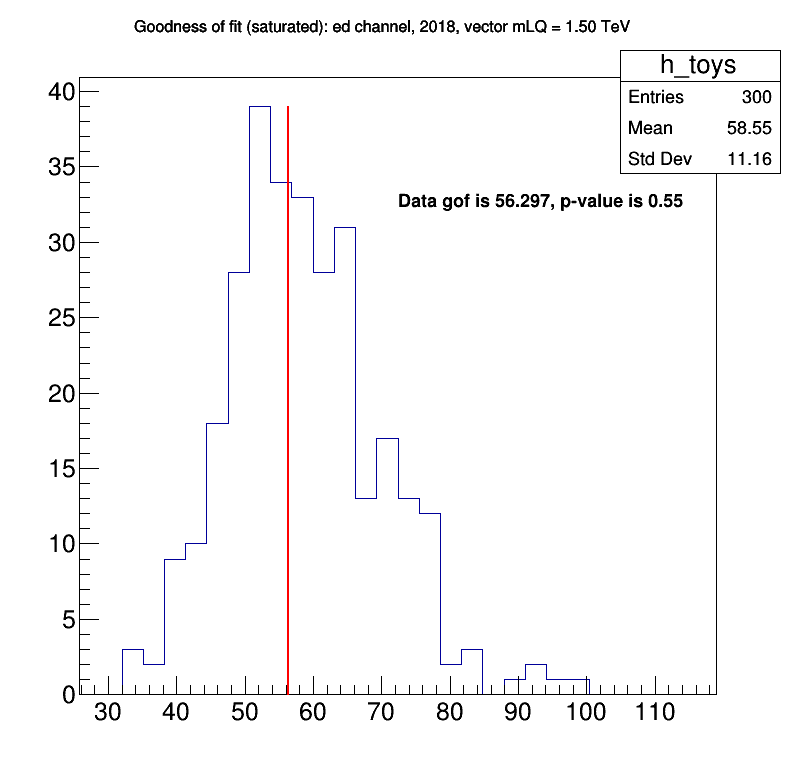 Goodness of fit (saturated): ed channel, 2018, vector mLQ = 1.50 TeV
h_toys
Entries 300
Mean 58.55
Std Dev 11.16
Data gof is 56.297, p-value is 0.55
40
35
30
25
20
15
10
5
0
30 40 50 60 70 80 90 100 110